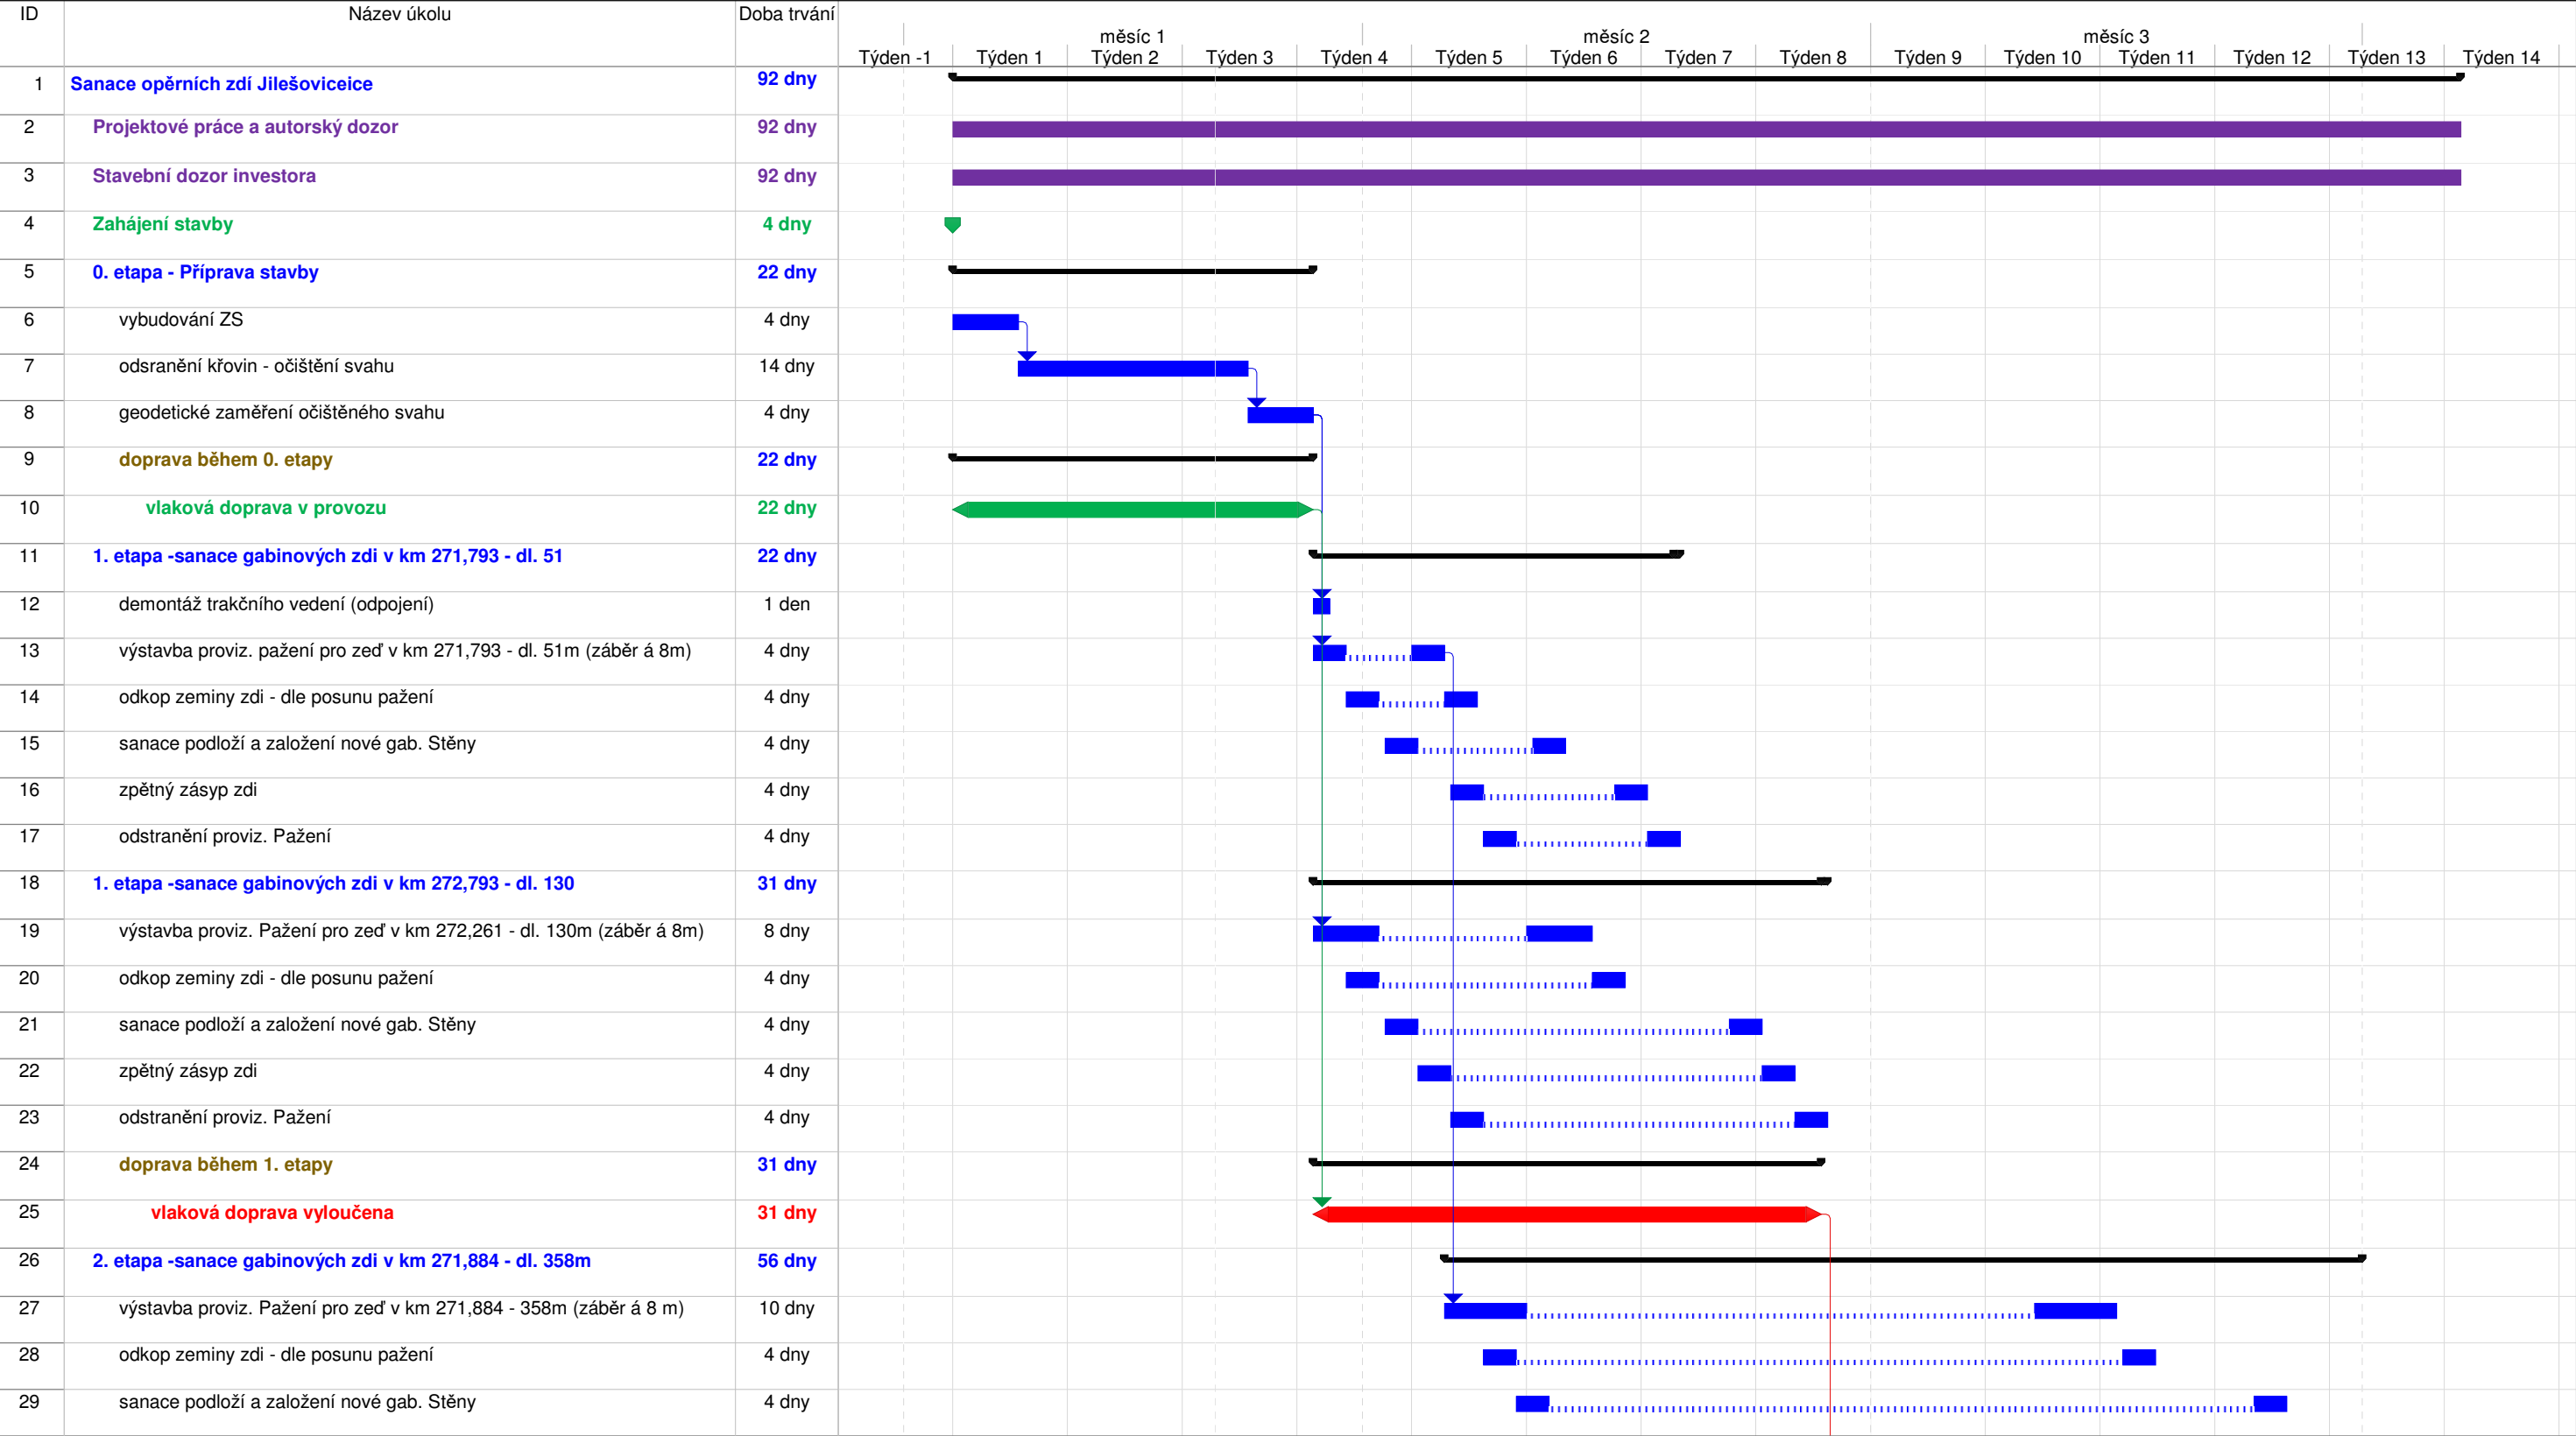 ID Název úkolu Doba trvání
měsíc 1 měsíc 2 měsíc 3
Týden -1 Týden 1 Týden 2 Týden 3 Týden 4 Týden 5 Týden 6 Týden 7 Týden 8 Týden 9 Týden 10 Týden 11 Týden 12 Týden 13 Týden 14
1 Sanace opěrních zdí Jilešoviceice 92 dny
2 Projektové práce a autorský dozor 92 dny
3 Stavební dozor investora 92 dny
4 Zahájení stavby 4 dny
5 0. etapa - Příprava stavby 22 dny
6 vybudování ZS 4 dny
7 odsranění křovin - očištění svahu 14 dny
8 geodetické zaměření očištěného svahu 4 dny
9 doprava během 0. etapy 22 dny
10 vlaková doprava v provozu 22 dny
11 1. etapa -sanace gabinových zdi v km 271,793 - dl. 51 22 dny
12 demontáž trakčního vedení (odpojení) 1 den
13 výstavba proviz. pažení pro zeď v km 271,793 - dl. 51m (záběr á 8m) 4 dny
14 odkop zeminy zdi - dle posunu pažení 4 dny
15 sanace podloží a založení nové gab. Stěny 4 dny
16 zpětný zásyp zdi 4 dny
17 odstranění proviz. Pažení 4 dny
18 1. etapa -sanace gabinových zdi v km 272,793 - dl. 130 31 dny
19 výstavba proviz. Pažení pro zeď v km 272,261 - dl. 130m (záběr á 8m) 8 dny
20 odkop zeminy zdi - dle posunu pažení 4 dny
21 sanace podloží a založení nové gab. Stěny 4 dny
22 zpětný zásyp zdi 4 dny
23 odstranění proviz. Pažení 4 dny
24 doprava během 1. etapy 31 dny
25 vlaková doprava vyloučena 31 dny
26 2. etapa -sanace gabinových zdi v km 271,884 - dl. 358m 56 dny
27 výstavba proviz. Pažení pro zeď v km 271,884 - 358m (záběr á 8 m) 10 dny
28 odkop zeminy zdi - dle posunu pažení 4 dny
29 sanace podloží a založení nové gab. Stěny 4 dny